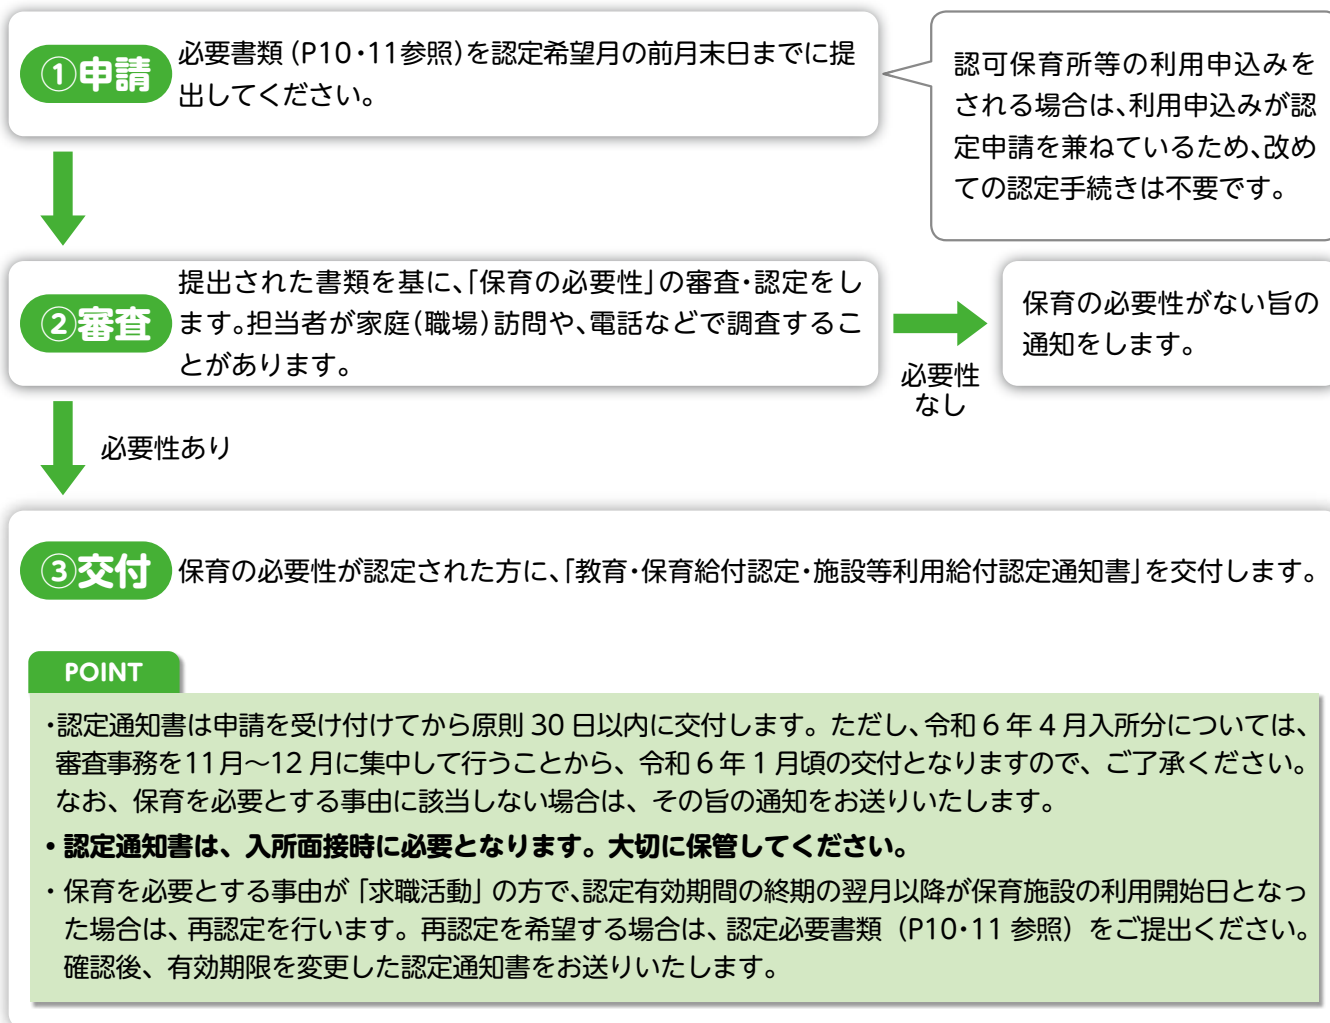 ①申請
必要書類（P10・11参照）を認定希望月の前月末日までに提
出してください。
認可保育所等の利用申込みを
される場合は、利用申込みが認
定申請を兼ねているため、改め
ての認定手続きは不要です。
②審査
提出された書類を基に、「保育の必要性」の審査・認定をし
ます。担当者が家庭（職場）訪問や、電話などで調査するこ
とがあります。
必要性
なし
保育の必要性がない旨の
通知をします。
必要性あり
③交付
保育の必要性が認定された方に、「教育・保育給付認定・施設等利用給付認定通知書」を交付します。
POINT
・認定通知書は申請を受け付けてから原則 30 日以内に交付します。ただし、令和 6 年 4 月入所分については、
審査事務を11月～12 月に集中して行うことから、令和 6 年 1 月頃の交付となりますので、ご了承ください。
なお、保育を必要とする事由に該当しない場合は、その旨の通知をお送りいたします。
・認定通知書は、入所面接時に必要となります。大切に保管してください。
・保育を必要とする事由が「求職活動」の方で、認定有効期間の終期の翌月以降が保育施設の利用開始日となっ
た場合は、再認定を行います。再認定を希望する場合は、認定必要書類（P10・11 参照）をご提出ください。
確認後、有効期限を変更した認定通知書をお送りいたします。